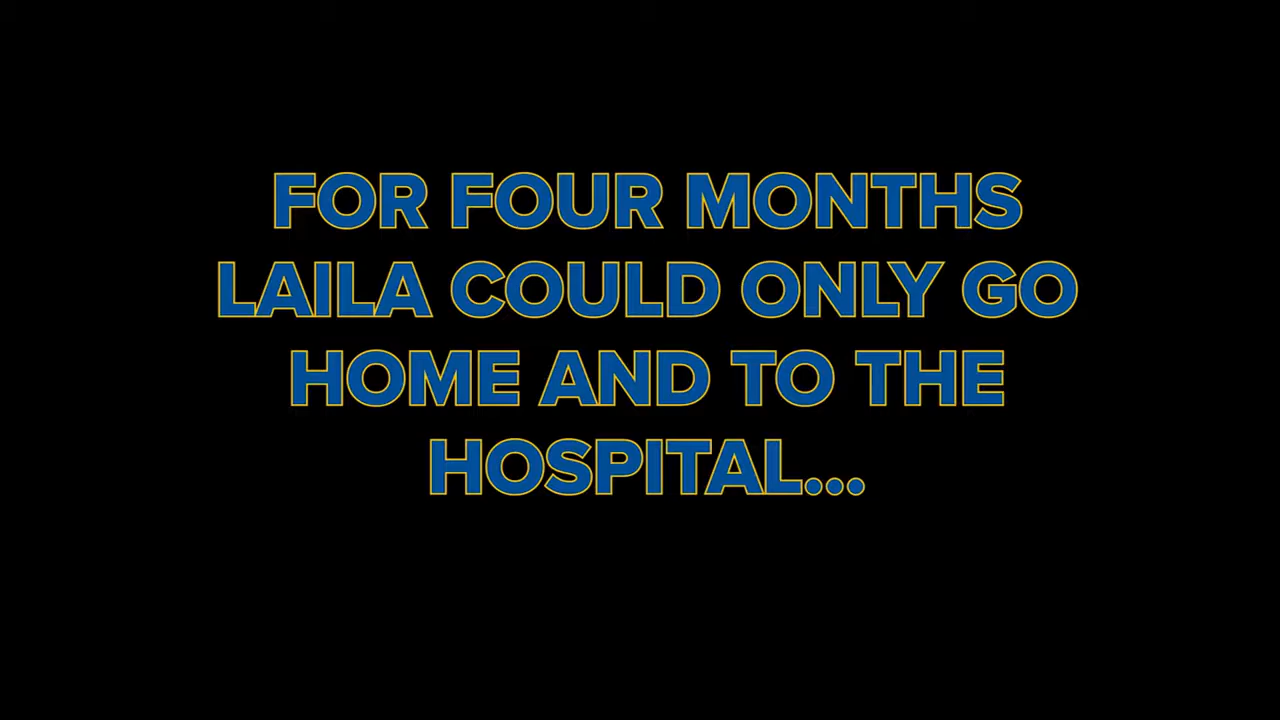 FOR FOUR MONTHS
LAILA COULD ONLY GO
HOME AND TO THE
HOSPITAL...